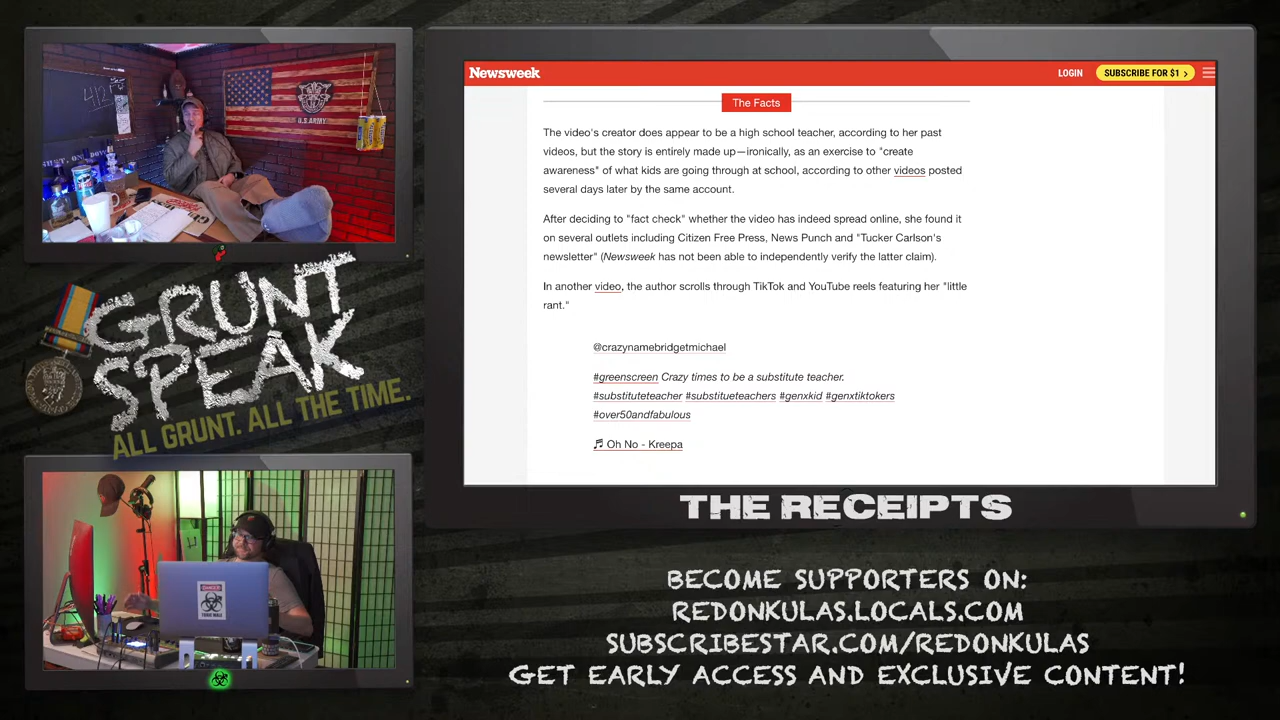 412
U.S. ARMY
GRUNT
SPEAK
ALL GRUNT. ALL THE TIME.
DANGER
TOXIC MALE
Newsweek
LOGIN
SUBSCRIBE FOR $1 >
The Facts
The video's creator does appear to be a high school teacher, according to her past
videos, but the story is entirely made up—ironically, as an exercise to "create
awareness" of what kids are going through at school, according to other videos posted
several days later by the same account.
After deciding to "fact check" whether the video has indeed spread online, she found it
on several outlets including Citizen Free Press, News Punch and "Tucker Carlson's
newsletter" (Newsweek has not been able to independently verify the latter claim).
In another video, the author scrolls through TikTok and YouTube reels featuring her "little
rant."
@crazynamebridgetmichael
#greenscreen Crazy times to be a substitute teacher.
#substituteteacher #substitueteachers #genxkid #genxtiktokers
#over50andfabulous
♬ Oh No - Kreepa
THE RECEIPTS
BECOME SUPPORTERS ON:
REDONKULAS.LOCALS.COM
SUBSCRIBESTAR.COM/REDONKULAS
GET EARLY ACCESS AND EXCLUSIVE CONTENT!